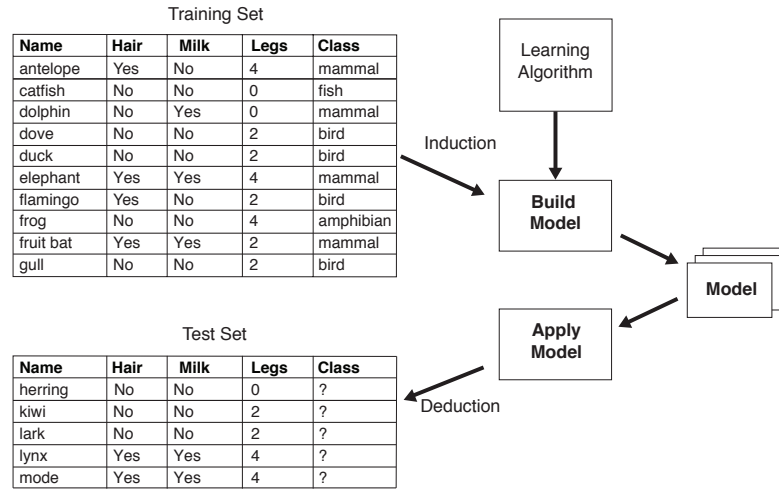 Training Set
Name Hair Milk Legs Class
antelope Yes No 4 mammal
catfish No No 0 fish
dolphin No Yes 0 mammal
dove No No 2 bird
duck No No 2 bird
elephant Yes Yes 4 mammal
flamingo Yes No 2 bird
frog No No 4 amphibian
fruit bat Yes Yes 2 mammal
gull No No 2 bird
Learning
Algorithm
Induction
Build
Model
Model
Apply
Model
Deduction
Test Set
Name Hair Milk Legs Class
herring No No 0 ?
kiwi No No 2 ?
lark No No 2 ?
lynx Yes Yes 4 ?
mode Yes Yes 4 ?